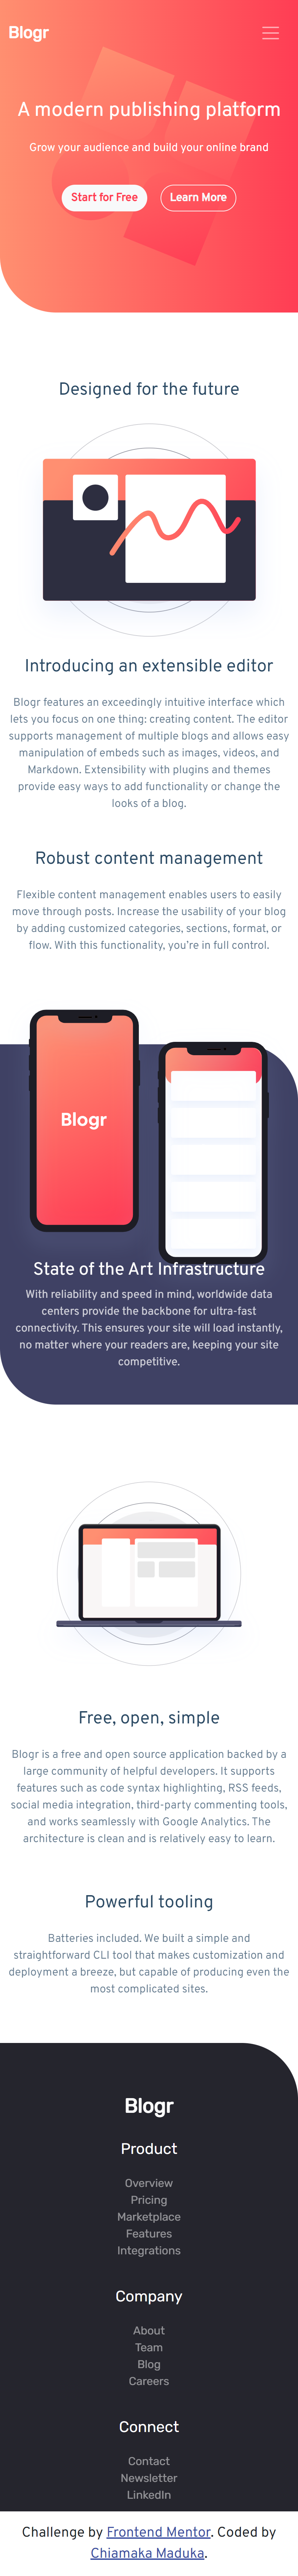 Blogr
A modern publishing platform
Grow your audience and build your online brand
Start for Free
Learn More
Designed for the future
Introducing an extensible editor
Blogr features an exceedingly intuitive interface which
lets you focus on one thing: creating content. The editor
supports management of multiple blogs and allows easy
manipulation of embeds such as images, videos, and
Markdown. Extensibility with plugins and themes
provide easy ways to add functionality or change the
looks of a blog.
Robust content management
Flexible content management enables users to easily
move through posts. Increase the usability of your blog
by adding customized categories, sections, format, or
flow. With this functionality, you're in full control.
Blogr
State of the Art Infrastructure
With reliability and speed in mind, worldwide data
centers provide the backbone for ultra-fast
connectivity. This ensures your site will load instantly,
no matter where your readers are, keeping your site
competitive.
Free, open, simple
Blogr is a free and open source application backed by a
large community of helpful developers. It supports
features such as code syntax highlighting, RSS feeds,
social media integration, third-party commenting tools,
and works seamlessly with Google Analytics. The
architecture is clean and is relatively easy to learn.
Powerful tooling
Batteries included. We built a simple and
straightforward CLI tool that makes customization and
deployment a breeze, but capable of producing even the
most complicated sites.
Blogr
Product
Overview
Pricing
Marketplace
Features
Integrations
Company
About
Team
Blog
Careers
Connect
Contact
Newsletter
LinkedIn
Challenge by Frontend Mentor. Coded by
Chiamaka Maduka.